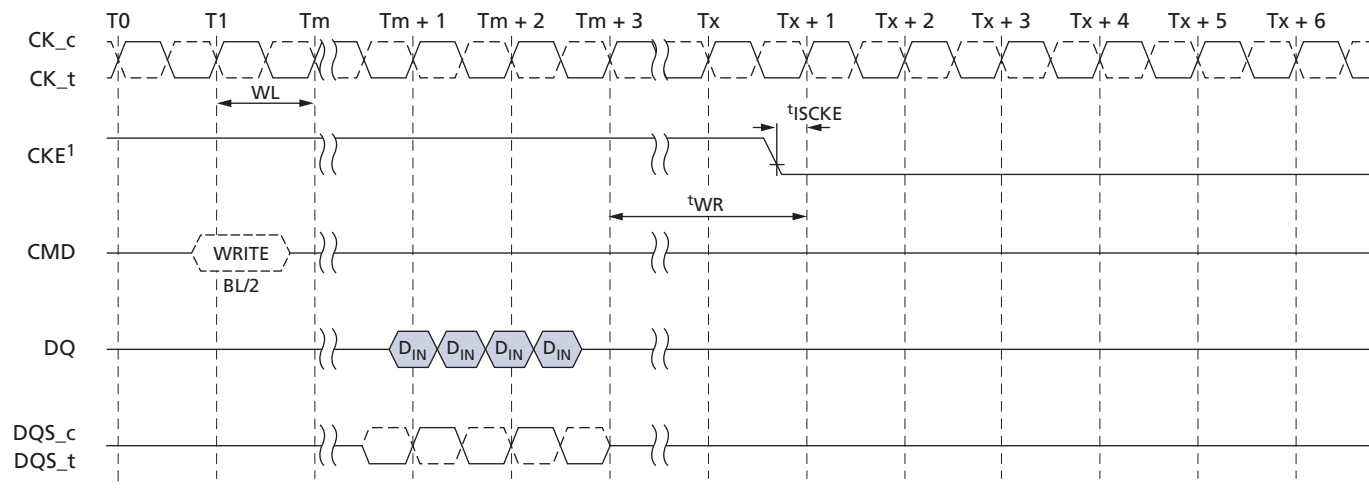 T0 T1 Tm Tm + 1 Tm + 2 Tm + 3 Tx Tx + 1 Tx + 2 Tx + 3 Tx + 4 Tx + 5 Tx + 6
CK_c
CK_t
WL
tISCKE
CKE1
tWR
CMD WRITE
BL/2
DQ DIN DIN DIN DIN
DQS_c
DQS_t